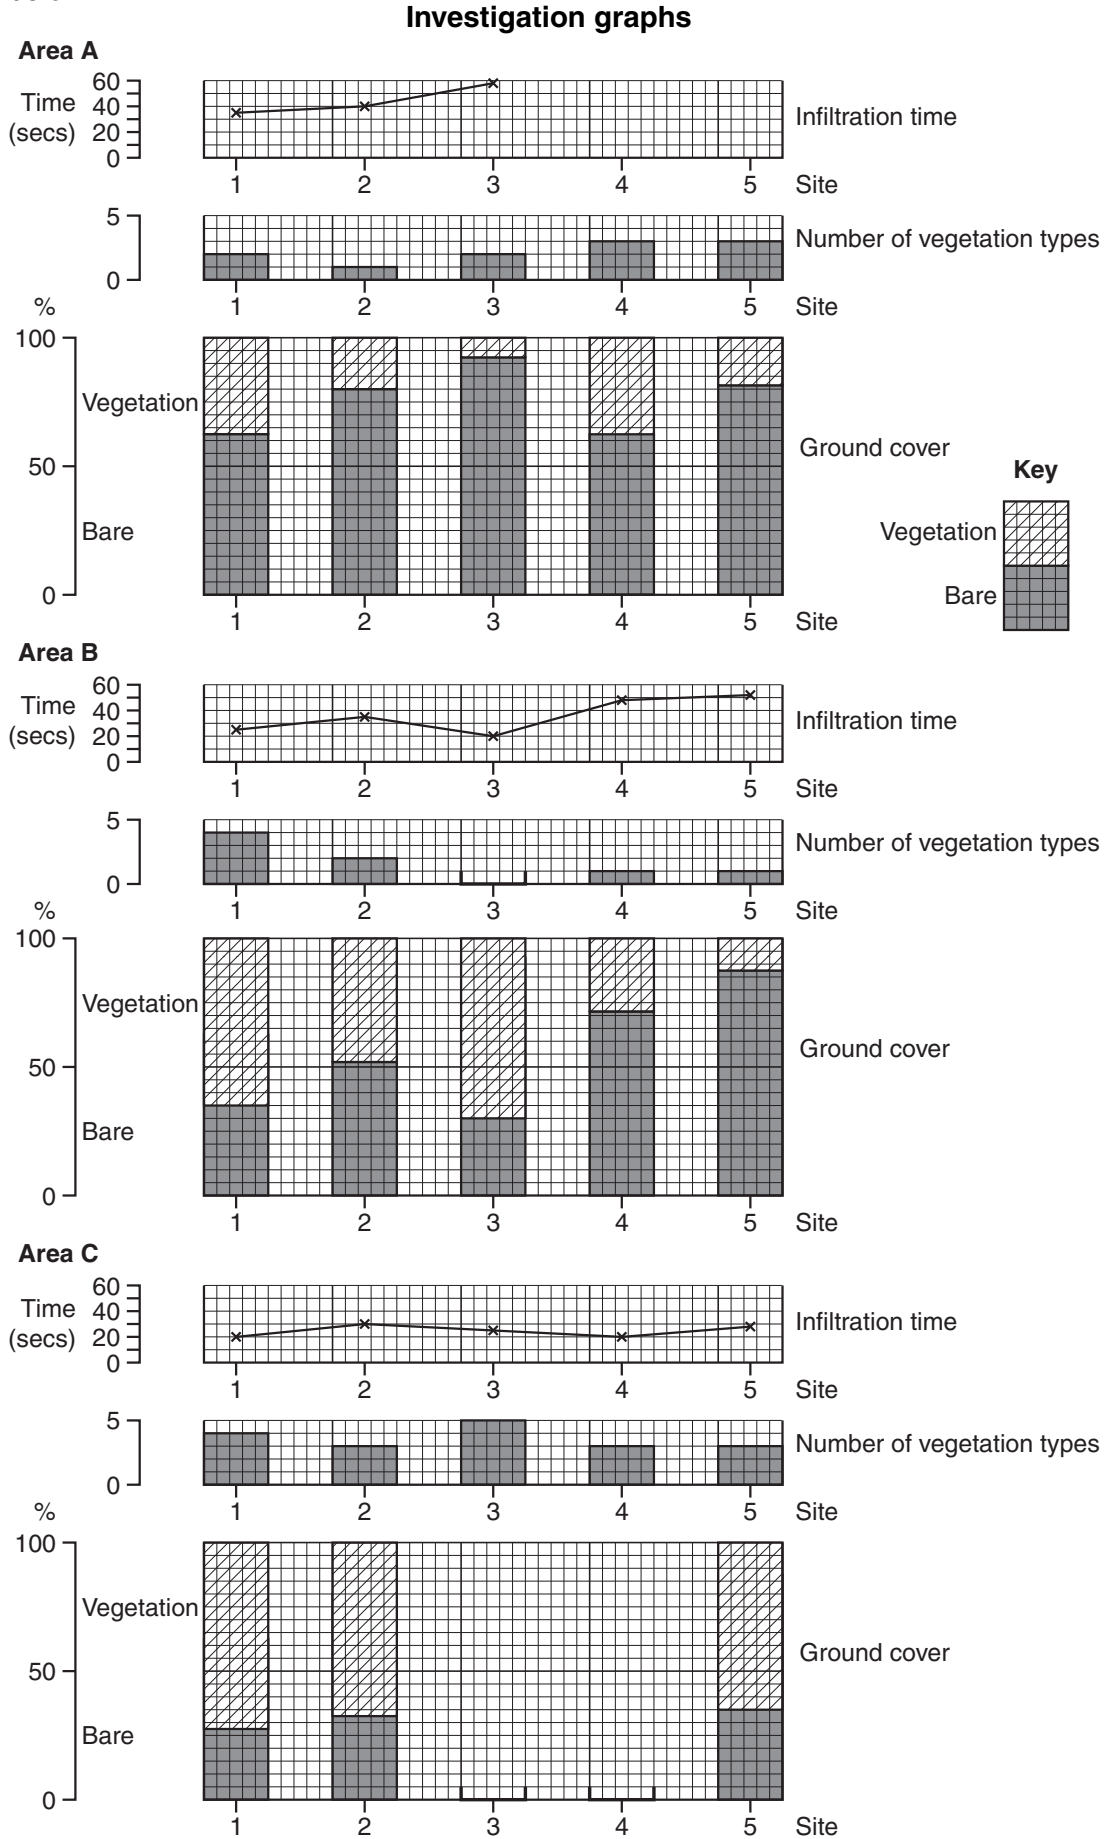 Investigation graphs
Area A
60
Time 40
(secs) 20
0
Infiltration time
1 2 3 4 5 Site
5
0
Number of vegetation types
1 2 3 4 5 Site
%
100
Vegetation
50
Bare
0
Ground cover
1 2 3 4 5 Site
Key
Vegetation
Bare
Area B
60
Time 40
(secs) 20
0
Infiltration time
1 2 3 4 5 Site
5
0
Number of vegetation types
1 2 3 4 5 Site
%
100
Vegetation
50
Bare
0
Ground cover
1 2 3 4 5 Site
Area C
60
Time 40
(secs) 20
0
Infiltration time
1 2 3 4 5 Site
5
0
Number of vegetation types
1 2 3 4 5 Site
%
100
Vegetation
50
Bare
0
Ground cover
1 2 3 4 5 Site